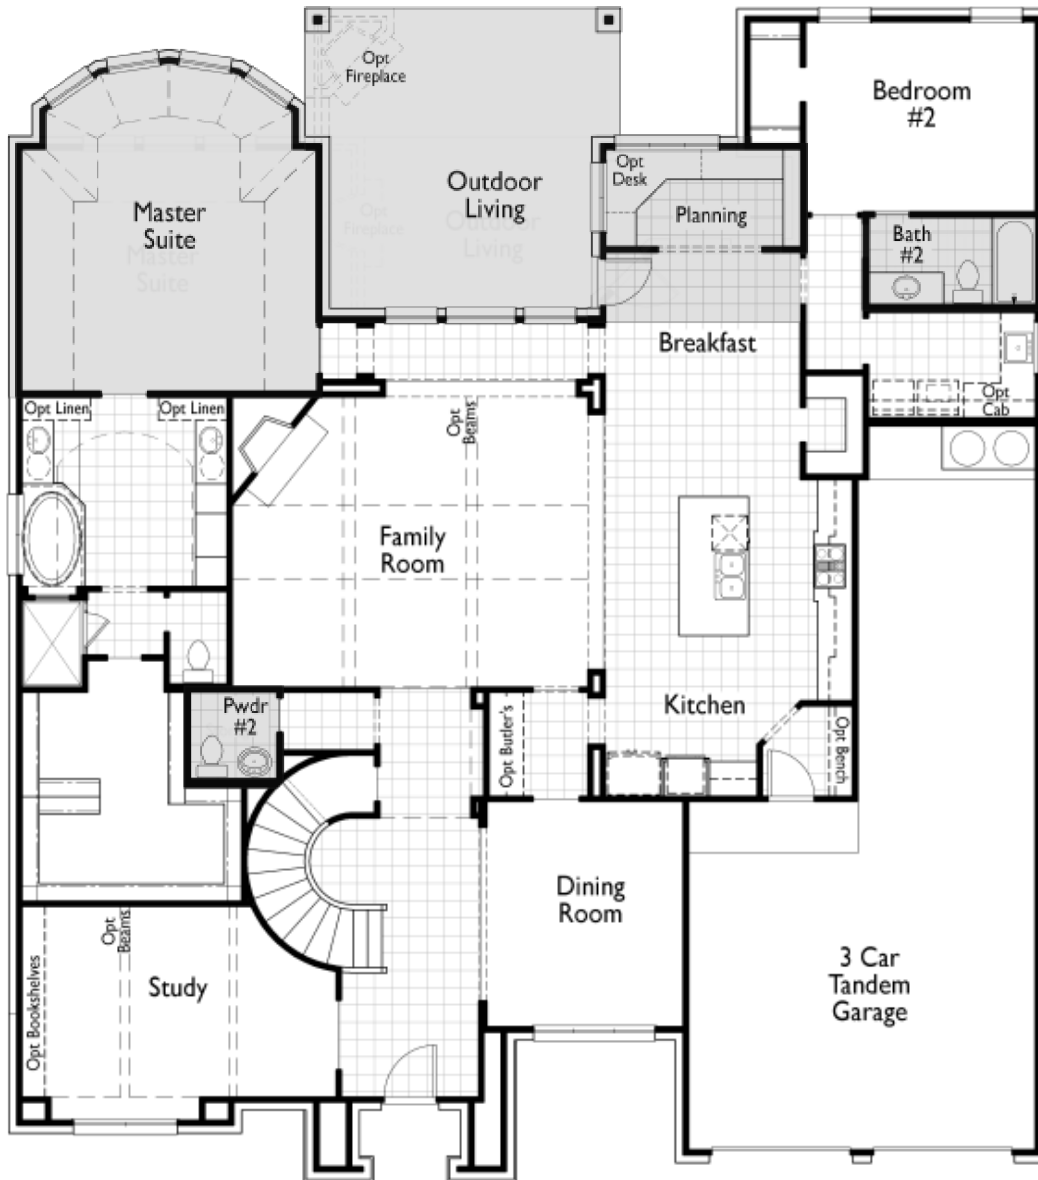 Opt
Fireplace
Bedroom
#2
Outdoor
Living
Opt
Desk
Planning
Master
Suite
Bath
#2
Opt
Fireplace
Outdoor
Living
Master
Suite
Breakfast
Opt Linen
Opt Linen
Opt
Beams
Opt
Cab
Family
Room
Pwdr
#2
Opt Butler's
Kitchen
Opt Bench
Dining
Room
Opt
Beams
Study
Opt Bookshelves
3 Car
Tandem
Garage